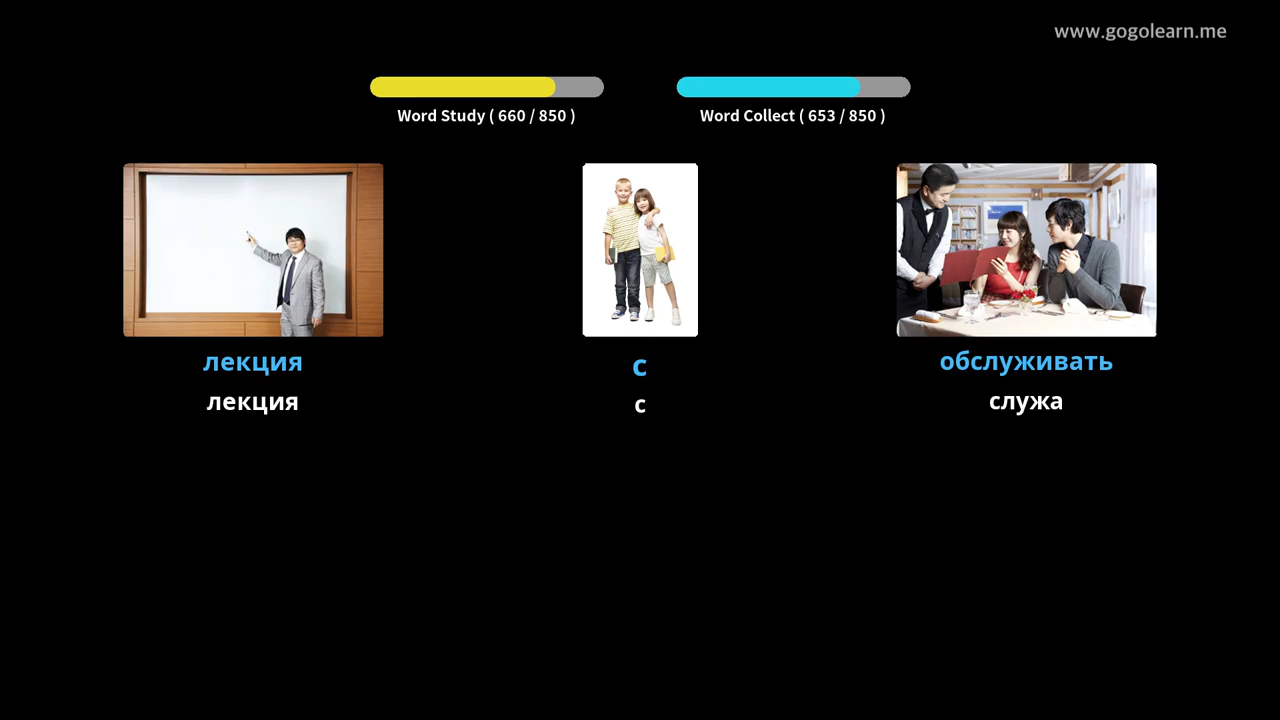 www.gogolearn.me
Word Study ( 660 / 850 )
Word Collect ( 653 / 850 )
лекция
лекция
с
с
обслуживать
служа